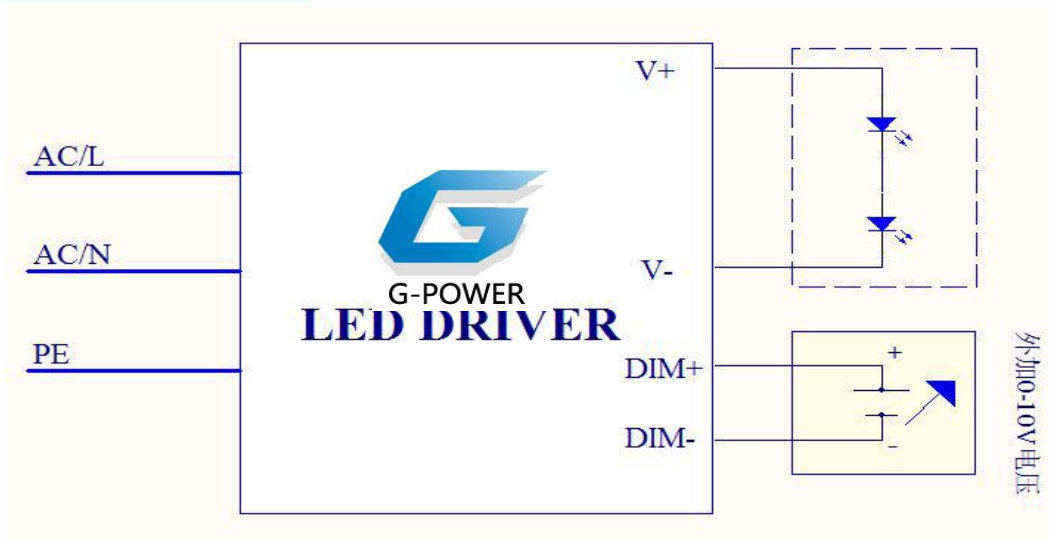 AC/L
AC/N
PE
G-POWER
LED DRIVER
V+
V-
DIM+
DIM-
+
-
外加0-10V电压